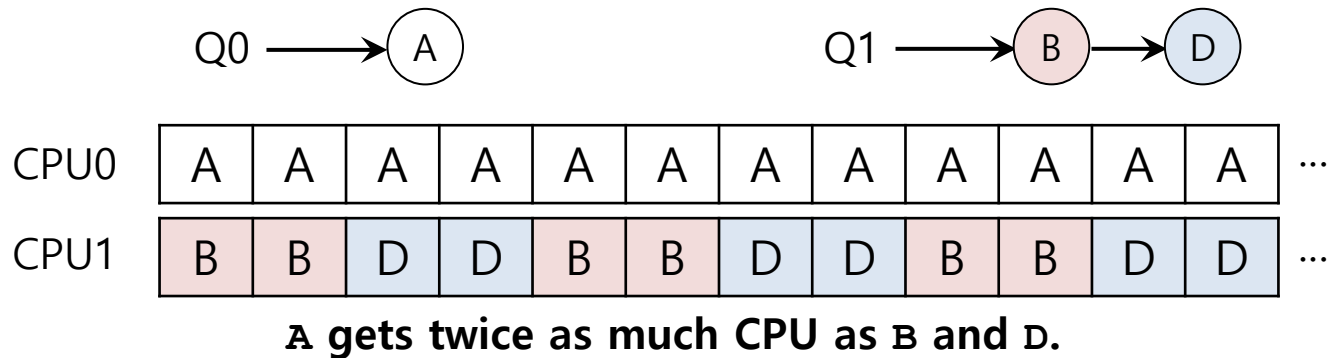 Q0 A Q1 B D
CPU0 A A A A A A A A A A A A ...
CPU1 B B D D B B D D B B D D ...
A gets twice as much CPU as B and D.